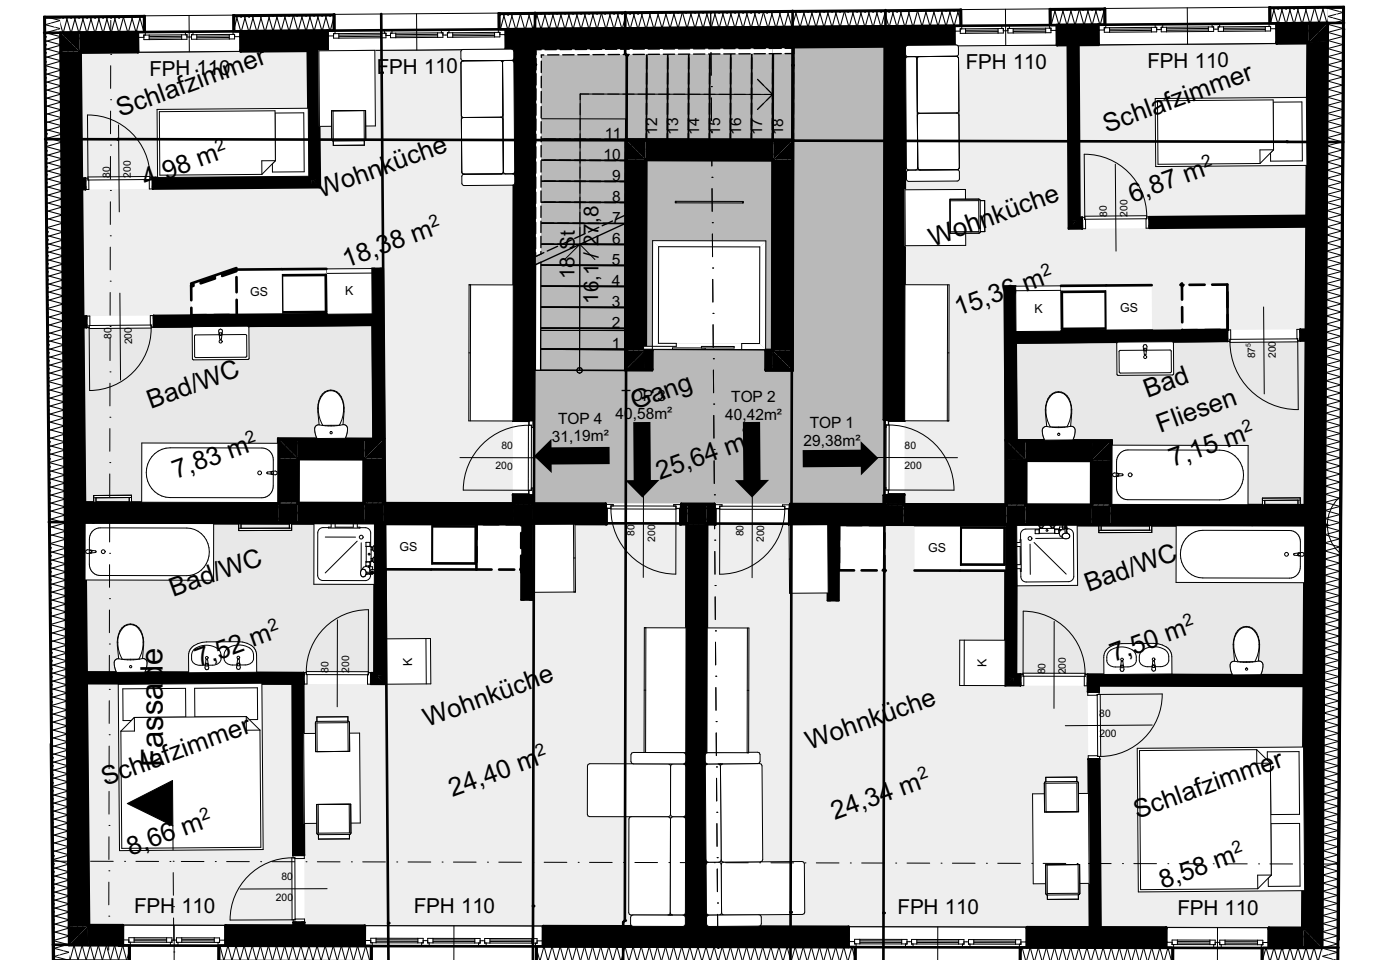 FPH 110
Schlafzimmer
4,98 m²
80
200
FPH 110
Wohnküche
18,38 m²
GS
K
80
200
Bad/WC
7,83 m²
80
200
11
10
9
8
7
6
5
4
3
2
1
12
13
14
15
16
17
18
18 St
16,1 / 27,8
Gang
25,64 m²
TOP 4
31,19m²
TOP 3
40,58m²
TOP 2
40,42m²
TOP 1
29,38m²
FPH 110
Wohnküche
15,36 m²
80
200
FPH 110
Schlafzimmer
6,87 m²
80
200
K
GS
87⁵
200
Bad
Fliesen
7,15 m²
Bad/WC
7,52 m²
80
200
GS
K
80
200
Wohnküche
24,40 m²
FPH 110
Fassade
Schlafzimmer
8,66 m²
80
200
FPH 110
80
200
GS
K
Wohnküche
24,34 m²
FPH 110
Bad/WC
7,50 m²
80
200
80
200
Schlafzimmer
8,58 m²
FPH 110